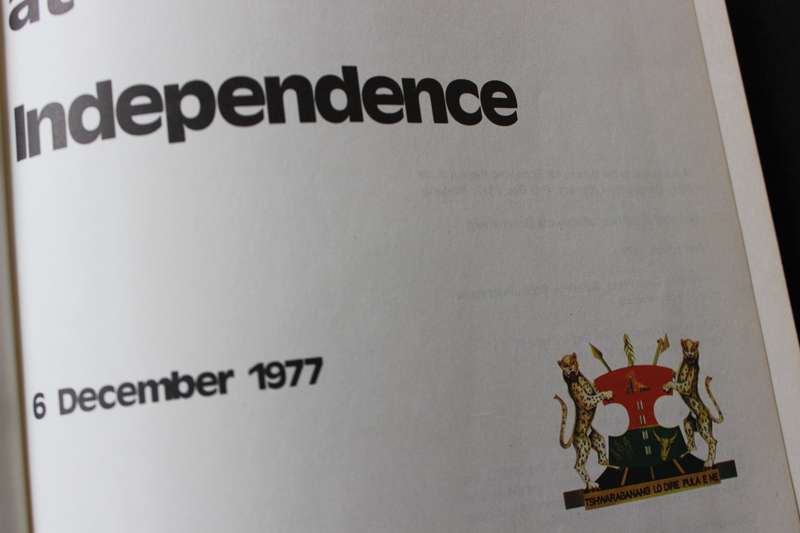 at
Independence
6 December 1977
TSHWARAGANANG LO DIRE PULA E NE